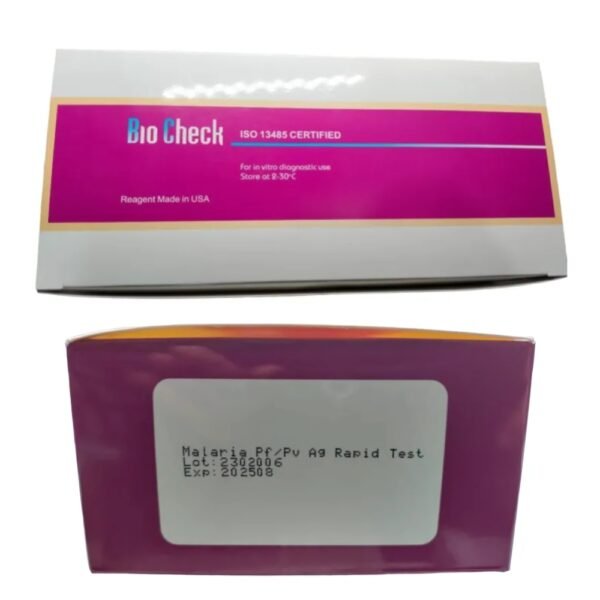 Bio Check
ISO 13485 CERTIFIED
For in vitro diagnostic use
Store at 2-30°C
Reagent Made in USA
Malaria Pf/Pv Ag Rapid Test
Lot:2302006
Exp:202508